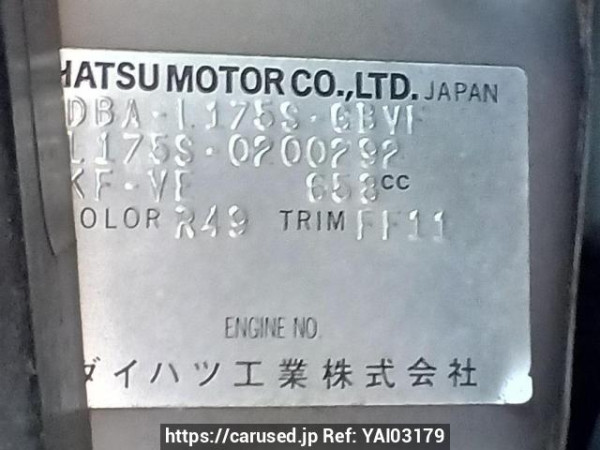 HATSU MOTOR CO.,LTD. JAPAN
DBA-L175S-GBVF
L175S-0200292
KF-VE 658CC
OLOR R49 TRIM FF11
ENGINE NO.
ダイハツ工業株式会社
https://carused.jp Ref: YAI03179